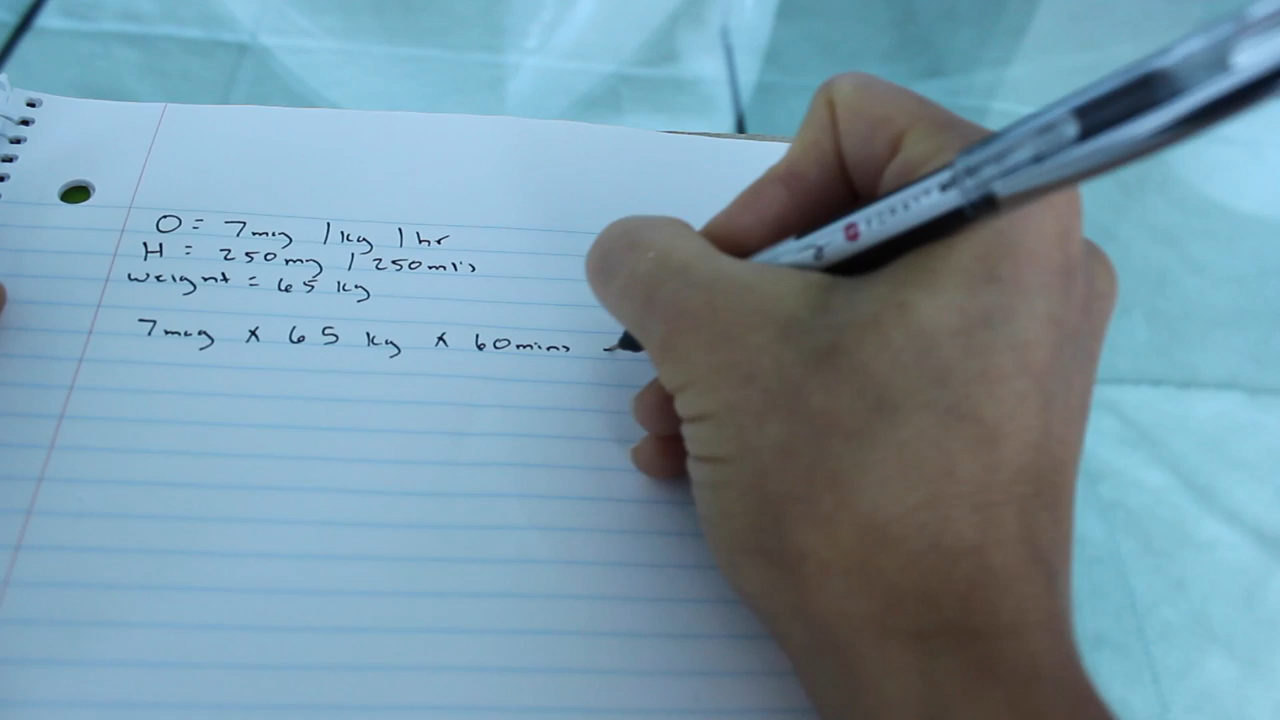 O = 7mcg / kg / hr
H = 250mg / 250mls
weight = 65 kg
7mcg x 65 kg x 60mins